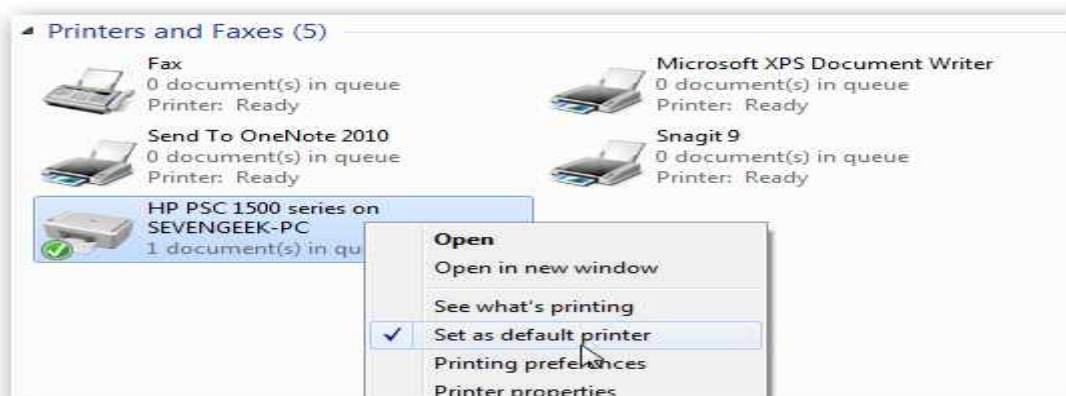 Printers and Faxes (5)
Fax
0 document(s) in queue
Printer: Ready
Microsoft XPS Document Writer
0 document(s) in queue
Printer: Ready
Send To OneNote 2010
0 document(s) in queue
Printer: Ready
Snagit 9
0 document(s) in queue
Printer: Ready
HP PSC 1500 series on
SEVENGEEK-PC
1 document(s) in qu
Open
Open in new window
See what's printing
Set as default printer
Printing preferences
Printer properties